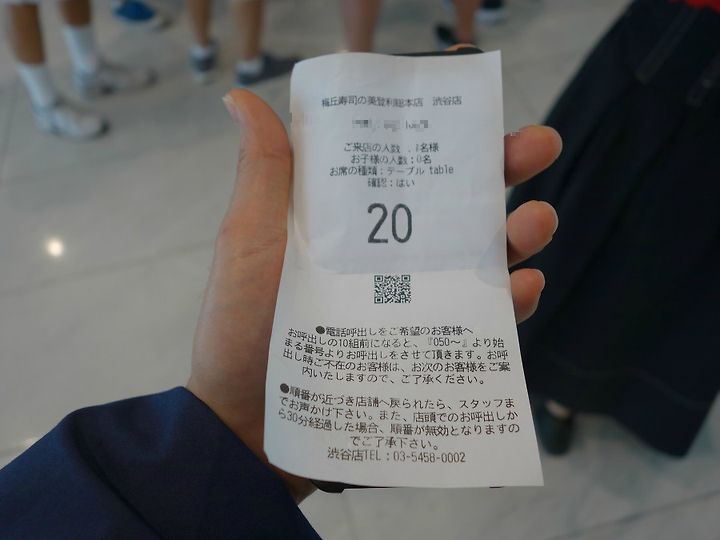 梅丘寿司の美登利総本店　渋谷店
ご来店の人数 : 1名様
お子様の人数:0名
お席の種類:テーブル table
確認:はい
20
●電話呼出しをご希望のお客様へ
お呼出しの10組前になると、『050～』より始
まる番号よりお呼出しをさせて頂きます。お呼
出し時ご不在のお客様は、お次のお客様をご案
内いたしますので、ご了承ください。
●順番が近づき店舗へ戻られたら、スタッフま
でお声かけ下さい。また、店頭でのお呼出しか
ら30分経過した場合、順番が無効となりますの
でご了承下さい。
渋谷店TEL:03-5458-0002